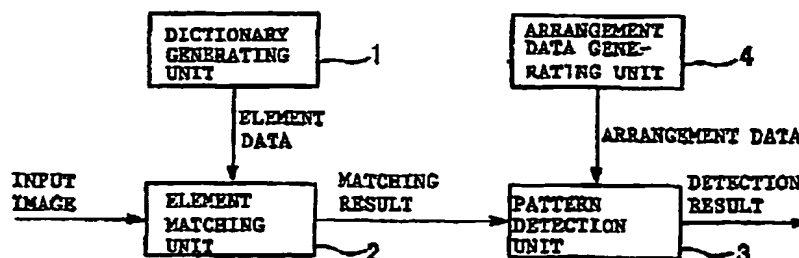 DICTIONARY
GENERATING
UNIT
1
ARRANGEMENT
DATA GENE-
RATING UNIT
4
ELEMENT
DATA
ARRANGEMENT DATA
INPUT
IMAGE
ELEMENT
MATCHING
UNIT
2
MATCHING
RESULT
PATTERN
DETECTION
UNIT
3
DETECTION
RESULT